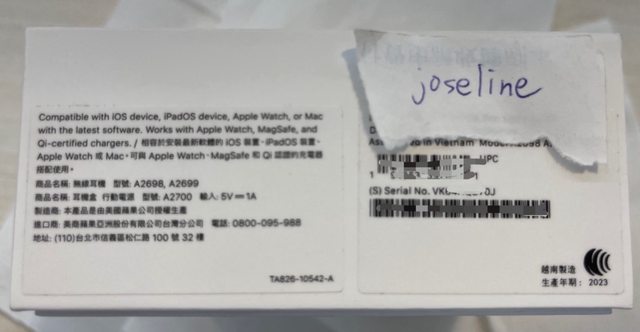 joseline
Compatible with iOS device, iPadOS device, Apple Watch, or Mac
with the latest software. Works with Apple Watch, MagSafe, and
Qi-certified chargers. / 相容於安裝最新軟體的 iOS 裝置、iPadOS 裝置、
Apple Watch 或 Mac。可與 Apple Watch、MagSafe 和 Qi 認證的充電器
搭配使用。
商品名稱: 無線耳機 型號: A2698, A2699
商品名稱: 耳機盒 行動電源 型號: A2700 輸入: 5V⎓1A
製造商: 本產品是由美國蘋果公司授權生產
進口商: 美商蘋果亞洲股份有限公司台灣分公司 電話: 0800-095-988
地址: (110)台北市信義區松仁路 100 號 32 樓
TA826-10542-A
in Vietnam
UPC
(S) Serial No.
越南製造
生產年期: 2023